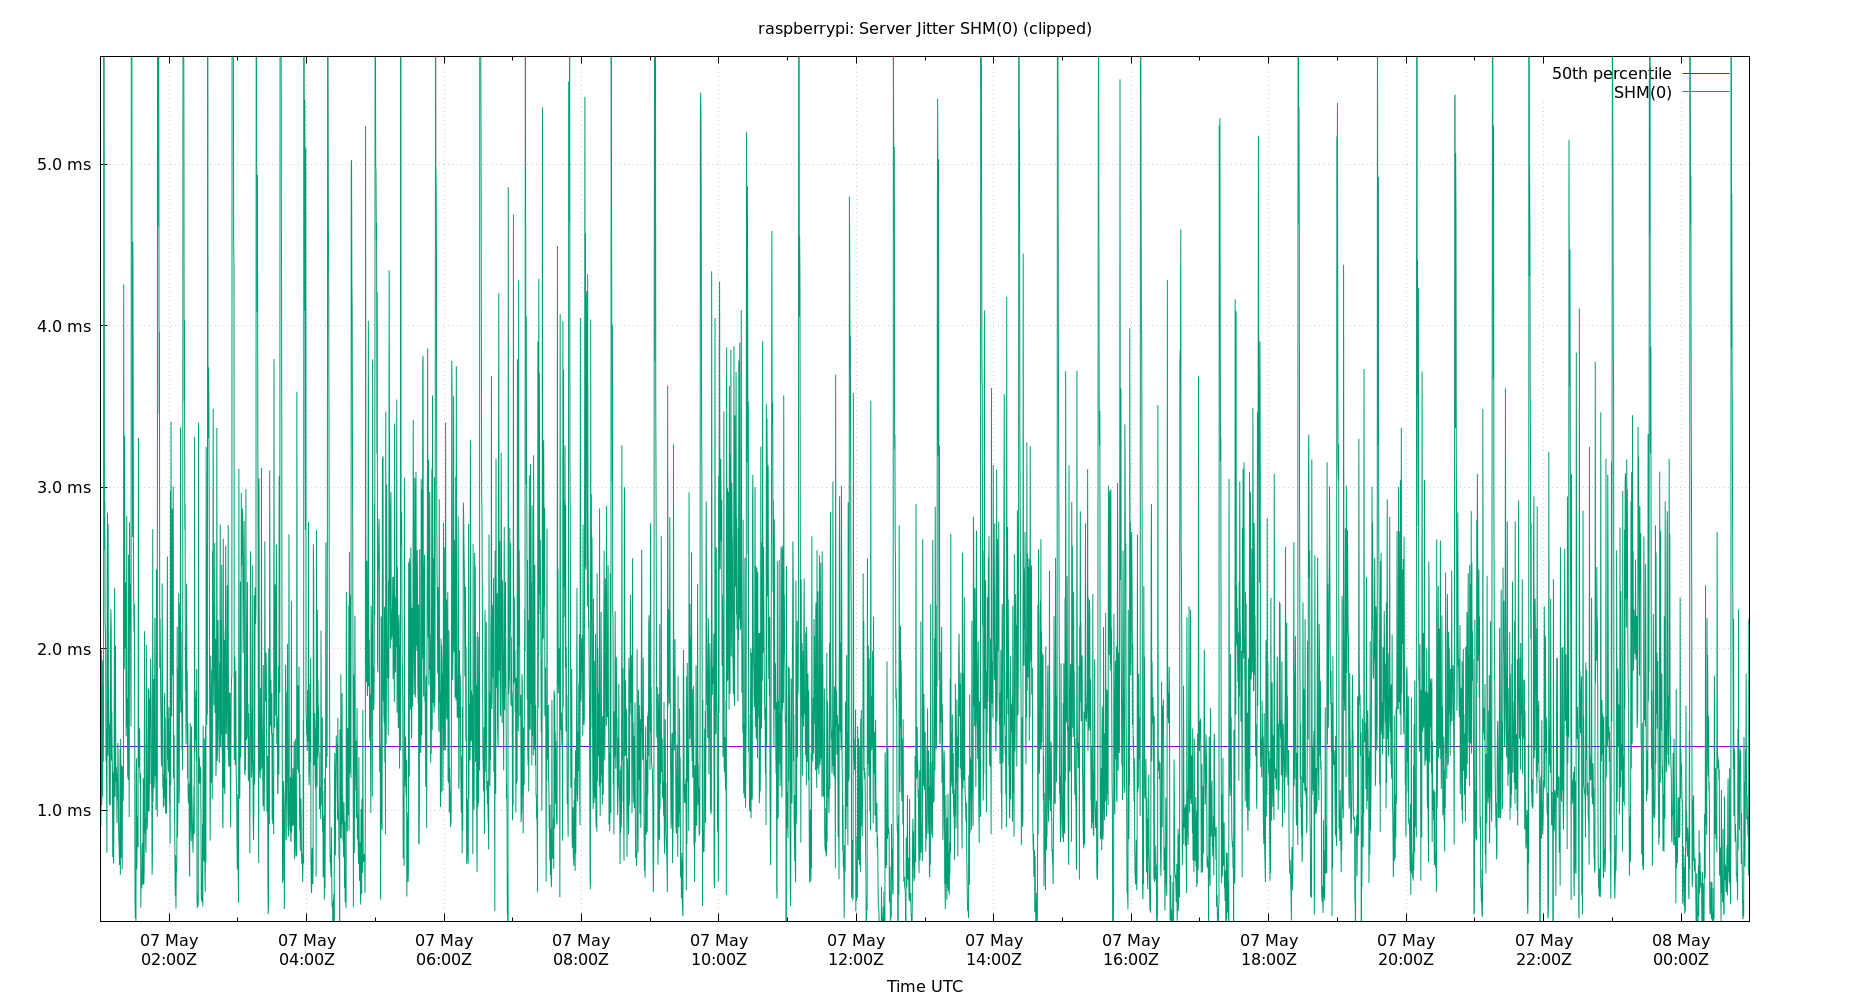 raspberrypi: Server Jitter SHM(0) (clipped)
50th percentile
SHM(0)
5.0 ms
4.0 ms
3.0 ms
2.0 ms
1.0 ms
07 May 07 May 07 May 07 May 07 May 07 May 07 May 07 May 07 May 07 May 07 May 08 May
02:00Z 04:00Z 06:00Z 08:00Z 10:00Z 12:00Z 14:00Z 16:00Z 18:00Z 20:00Z 22:00Z 00:00Z
Time UTC